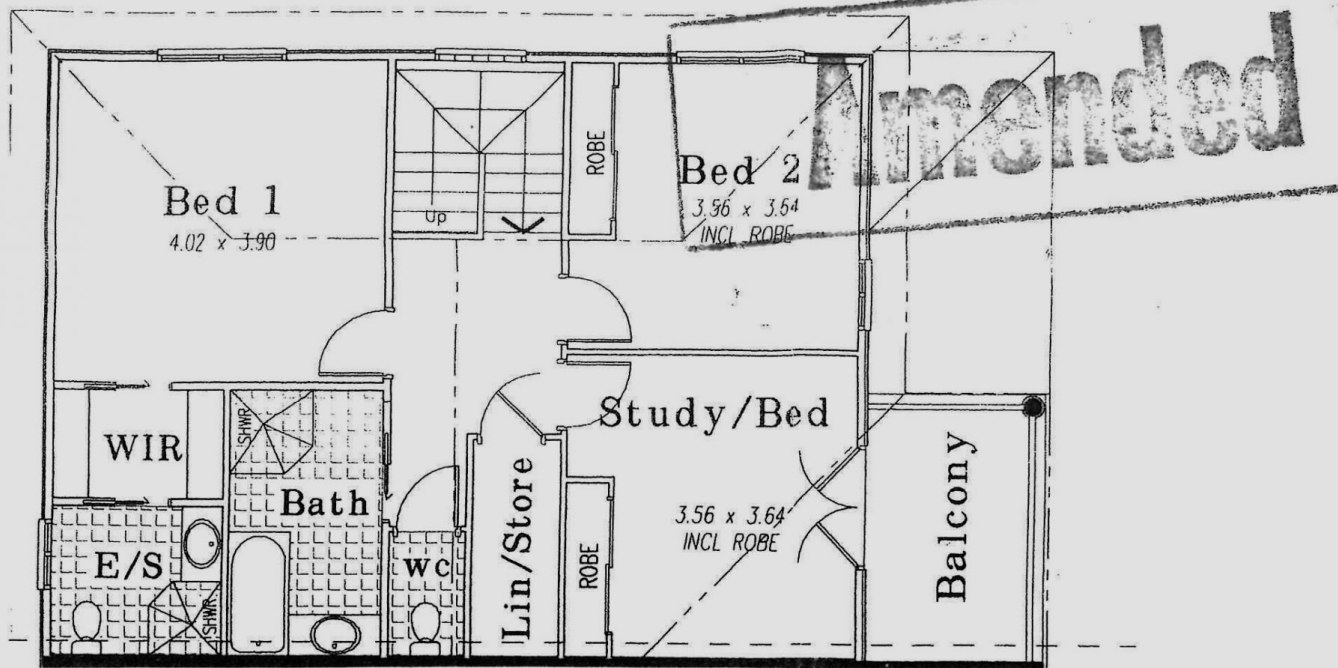 Amended
Bed 1
4.02 x 3.90
Up
ROBE
Bed 2
3.56 x 3.64
INCL ROBE
WIR
SHWR
Bath
Study/Bed
3.56 x 3.64
INCL ROBE
Balcony
E/S
SHWR
WC
Lin/Store
ROBE